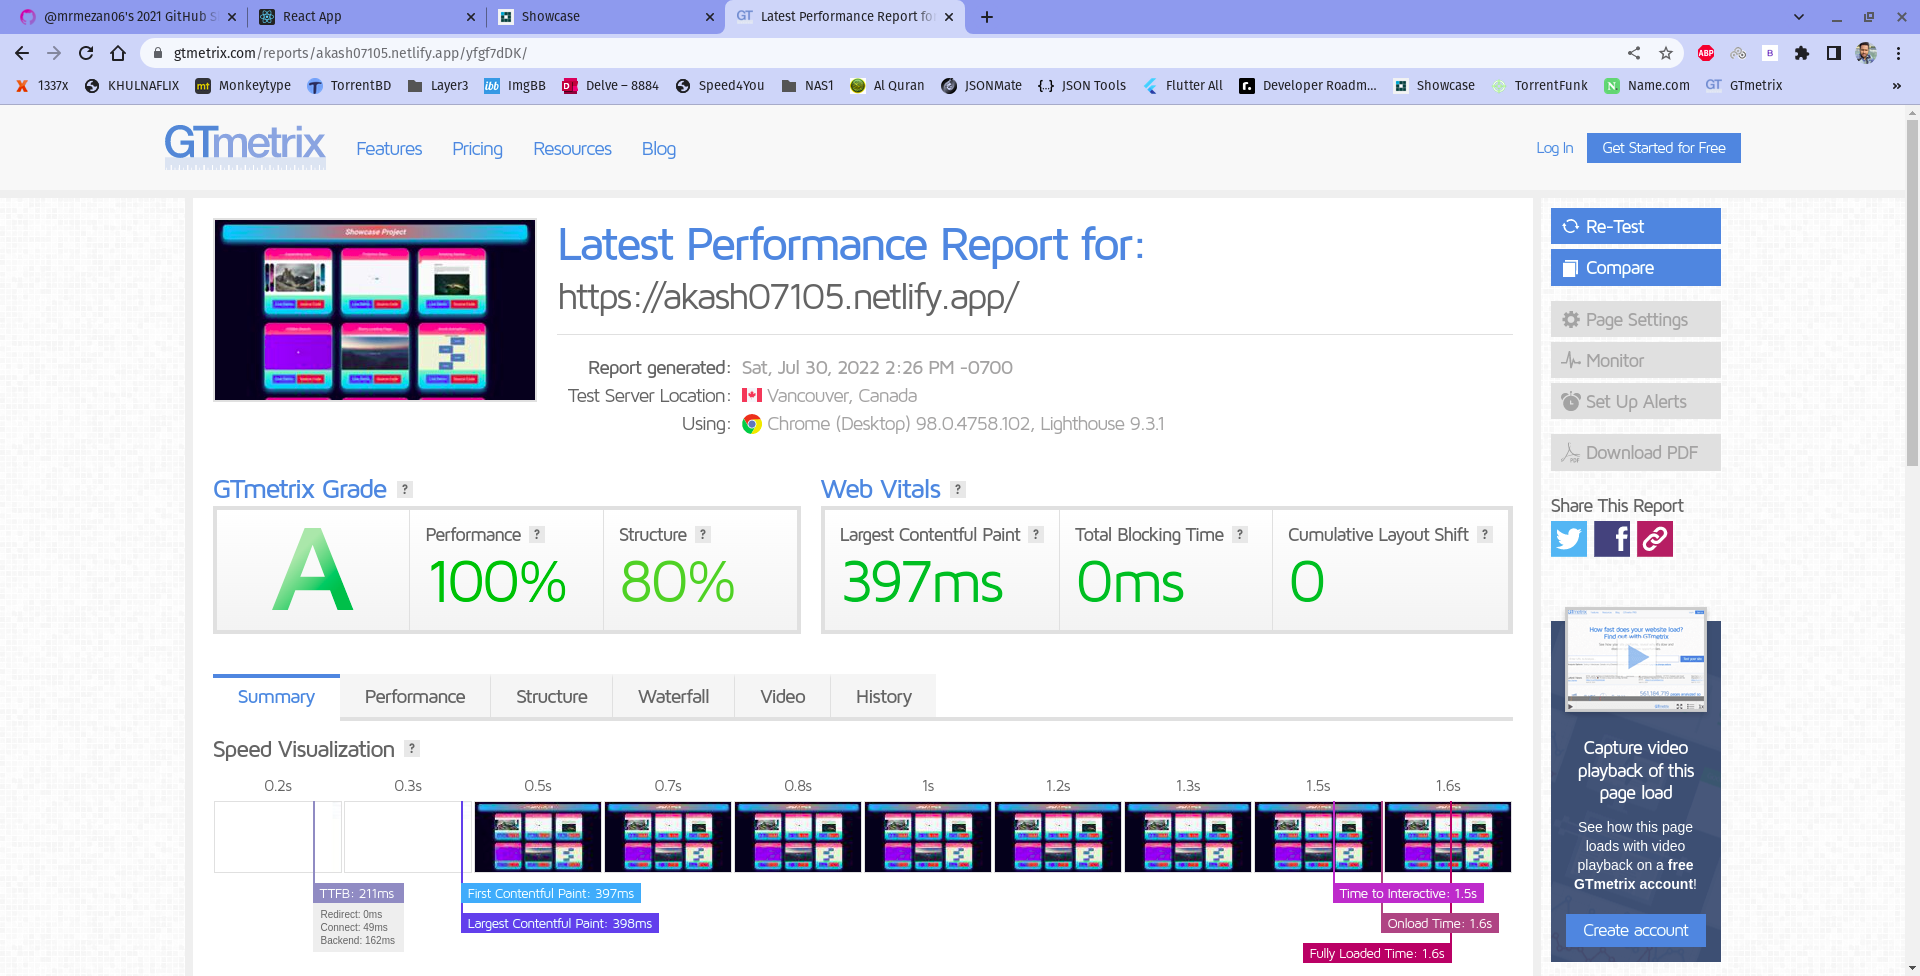 @mrmezan06's 2021 GitHub S
React App
Showcase
Latest Performance Report fo
gtmetrix.com/reports/akash07105.netlify.app/yfgf7dDK/
1337x
KHULNAFLIX
Monkeytype
TorrentBD
Layer3
ImgBB
Delve – 8884
Speed4You
NAS1
Al Quran
JSONMate
JSON Tools
Flutter All
Developer Roadm...
Showcase
TorrentFunk
Name.com
GTmetrix
GTmetrix
Features
Pricing
Resources
Blog
Log In
Get Started for Free
Showcase Project
Latest Performance Report for:
https://akash07105.netlify.app/
Report generated: Sat, Jul 30, 2022 2:26 PM -0700
Test Server Location: Vancouver, Canada
Using: Chrome (Desktop) 98.0.4758.102, Lighthouse 9.3.1
Re-Test
Compare
Page Settings
Monitor
Set Up Alerts
Download PDF
Share This Report
GTmetrix Grade ?
A
Performance ?
100%
Structure ?
80%
Web Vitals ?
Largest Contentful Paint ?
397ms
Total Blocking Time ?
0ms
Cumulative Layout Shift ?
0
Summary
Performance
Structure
Waterfall
Video
History
Speed Visualization ?
0.2s
0.3s
0.5s
0.7s
0.8s
1s
1.2s
1.3s
1.5s
1.6s
TTFB: 211ms
Redirect: 0ms
Connect: 49ms
Backend: 162ms
First Contentful Paint: 397ms
Largest Contentful Paint: 398ms
Time to Interactive: 1.5s
Onload Time: 1.6s
Fully Loaded Time: 1.6s
How fast does your website load?
Find out with GTmetrix
Capture video
playback of this
page load
See how this page
loads with video
playback on a free
GTmetrix account!
Create account